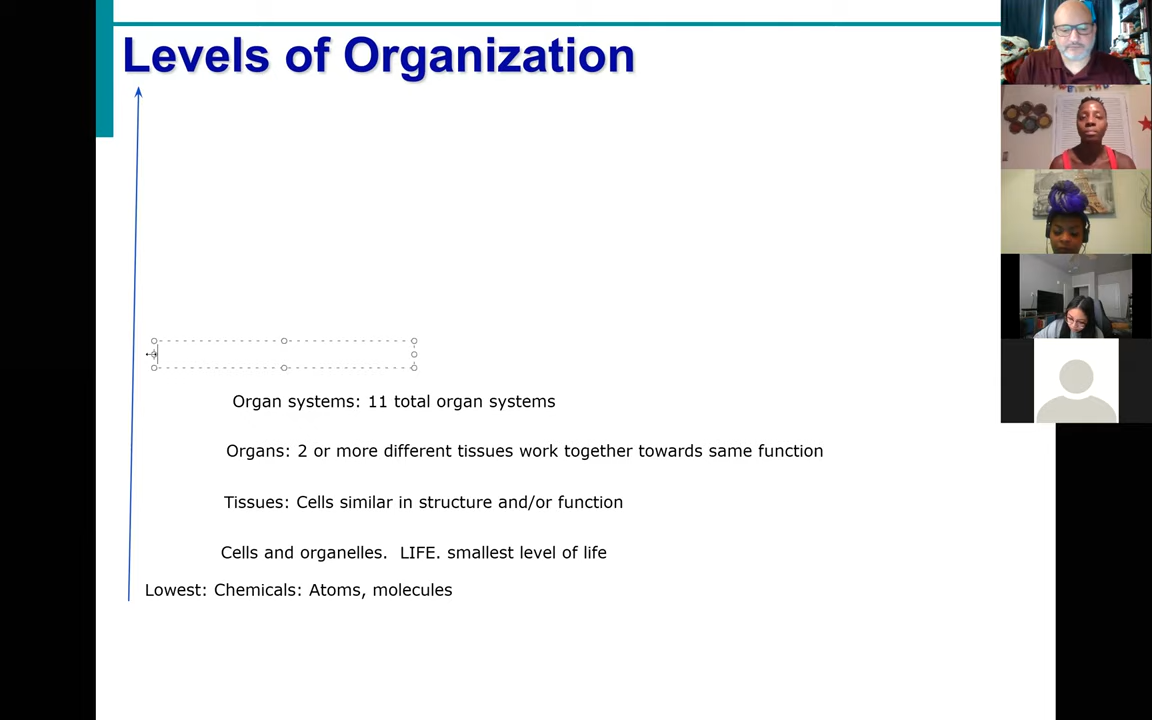 Levels of Organization
Organ systems: 11 total organ systems
Organs: 2 or more different tissues work together towards same function
Tissues: Cells similar in structure and/or function
Cells and organelles.  LIFE. smallest level of life
Lowest: Chemicals: Atoms, molecules